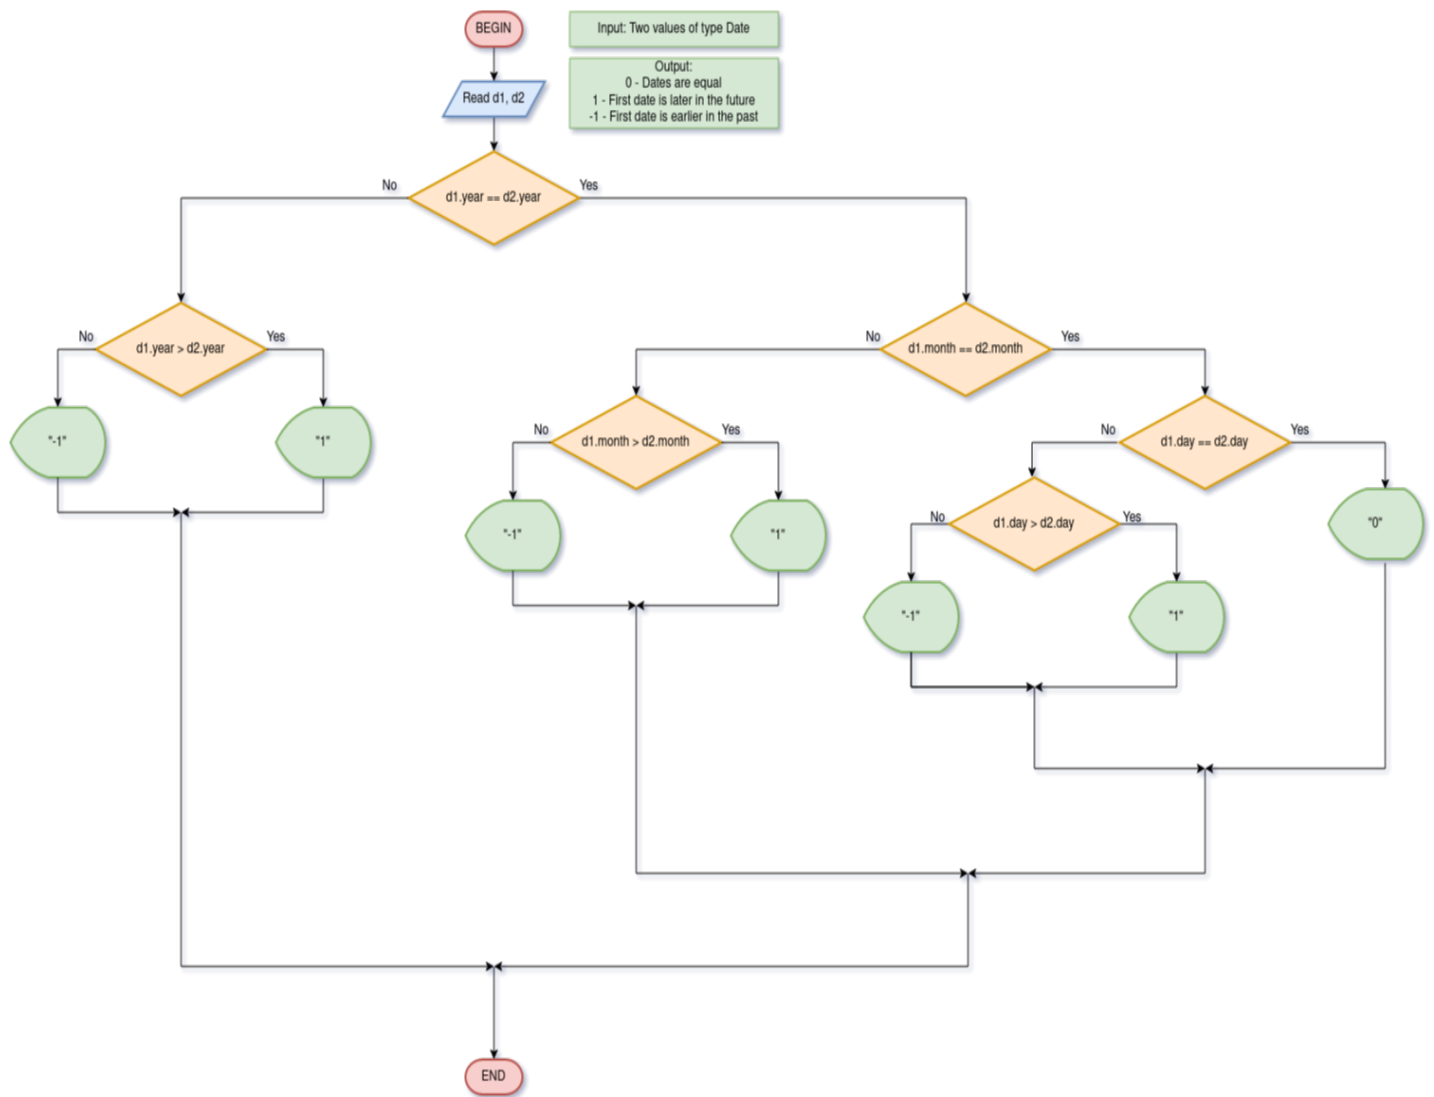 BEGIN
Input: Two values of type Date
Output:
0 - Dates are equal
1 - First date is later in the future
-1 - First date is earlier in the past
Read d1, d2
No
d1.year == d2.year
Yes
No
d1.year > d2.year
Yes
No
d1.month == d2.month
Yes
"-1"
"1"
No
d1.month > d2.month
Yes
No
d1.day == d2.day
Yes
"-1"
"1"
No
d1.day > d2.day
Yes
"0"
"-1"
"1"
END